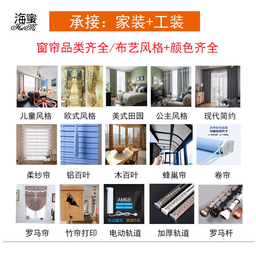 海蜜
承接：家装+工装
窗帘品类齐全/布艺风格+颜色齐全
儿童风格 欧式风格 美式田园 公主风格 现代简约
柔纱帘 铝百叶 木百叶 蜂巢帘 卷帘
AM68
罗马帘 竹帘打印 电动轨道 加厚轨道 罗马杆